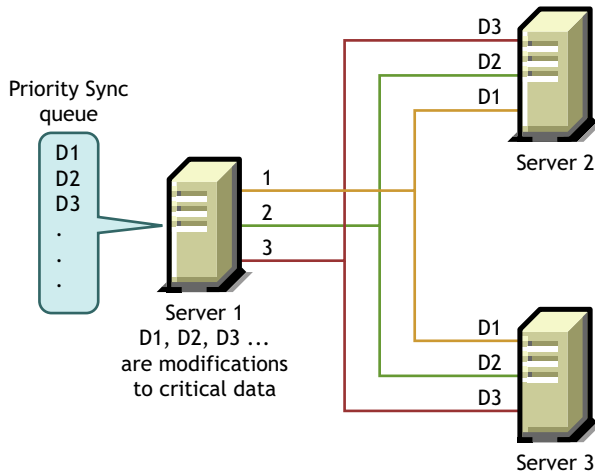 Priority Sync
queue
D1
D2
D3
.
.
.
1
2
3
Server 1
D1, D2, D3 ...
are modifications
to critical data
D3
D2
D1
Server 2
D1
D2
D3
Server 3